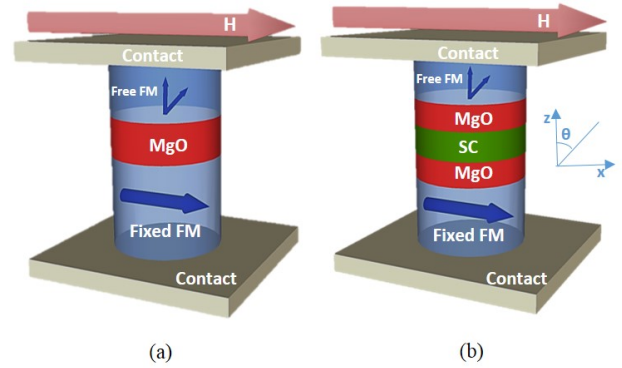 H
Contact
Free FM
MgO
Fixed FM
Contact
(a)
H
Contact
Free FM
MgO
SC
MgO
Fixed FM
Contact
z
θ
x
(b)